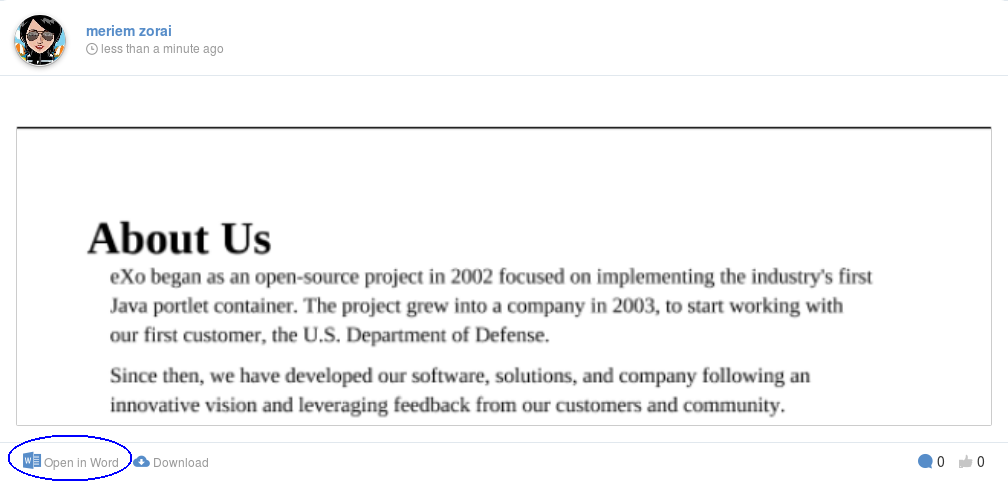 meriem zorai
less than a minute ago
About Us
eXo began as an open-source project in 2002 focused on implementing the industry's first
Java portlet container. The project grew into a company in 2003, to start working with
our first customer, the U.S. Department of Defense.
Since then, we have developed our software, solutions, and company following an
innovative vision and leveraging feedback from our customers and community.
W Open in Word Download 0 0